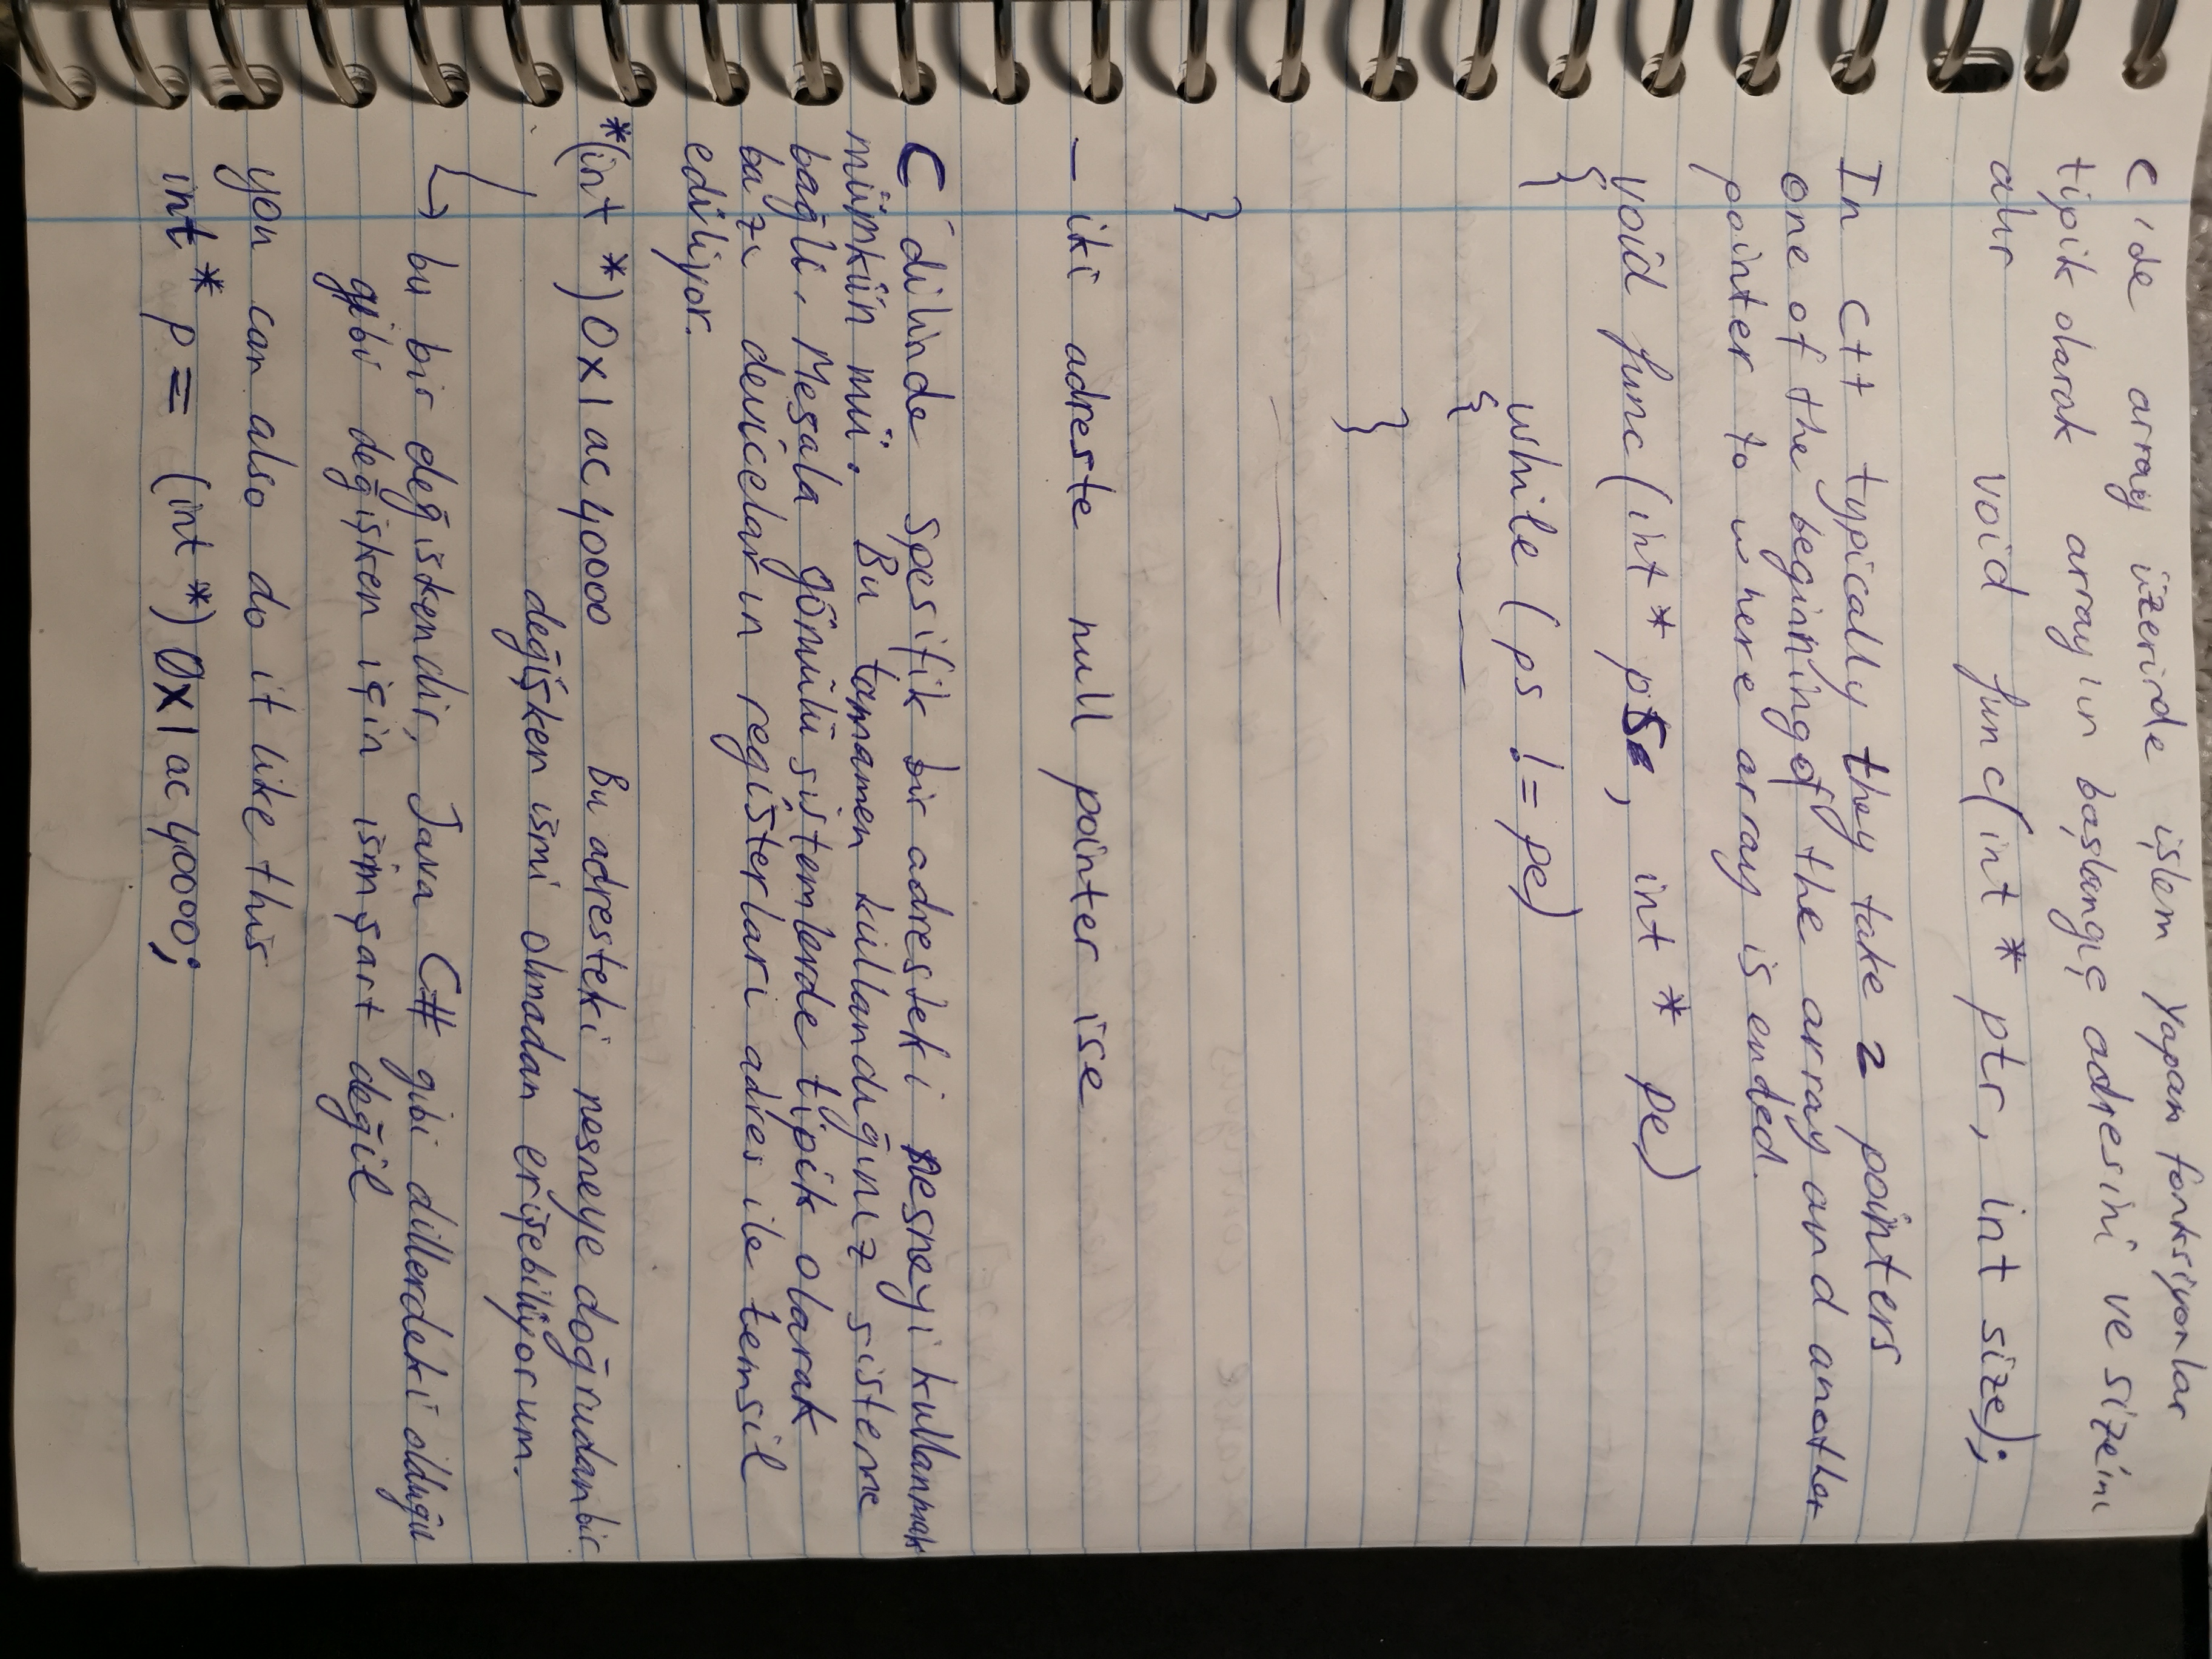 C'de array üzerinde işlem yapan fonksiyonlar
tipik olarak array'ın başlangıç adresini ve size'ını
alır void func(int * ptr, int size);
In C++ typically they take 2 pointers
one of the beginning of the array and another
pointer to where array is ended.
void func(int * ps, int * pe)
{
while (ps != pe)
{
}
}
- iki adreste null pointer ise
C dilinde spesifik bir adresteki nesneyi kullanmak
mümkün mü. Bu tamamen kullandığınız sisteme
bağlı. Mesala gömülü sistemlerde tipik olarak
bazı deviceların registerlari adres ile temsil
ediliyor.
*(int *) 0x1ac40000 Bu adresteki nesneye doğrudan bir
değişken ismi olmadan erişebiliyorum.
bu bir değişkendir, Java C# gibi dillerdeki olduğu
gibi değişken için isim şart değil
you can also do it like this
int * p = (int *) 0x1ac40000;